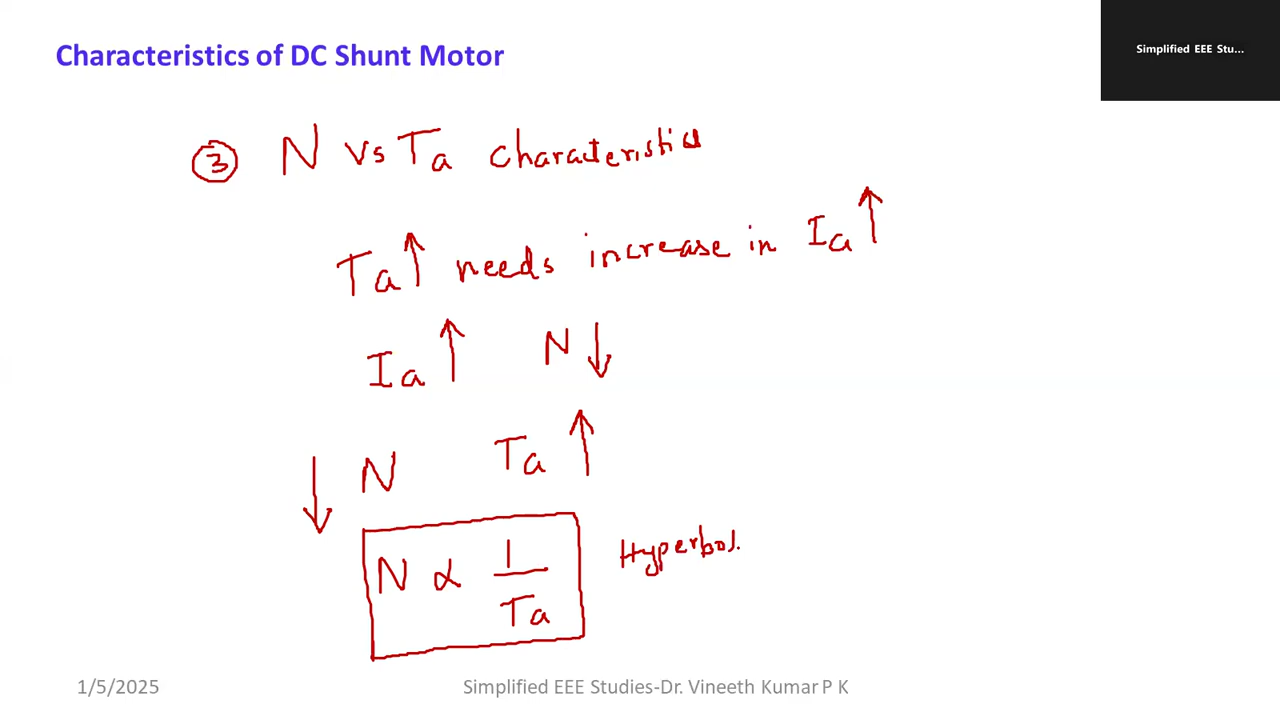 Characteristics of DC Shunt Motor
Simplified EEE Stu...
③ N Vs Ta characteristics
Ta↑ needs increase in Ia↑
Ia↑ N↓
↓N Ta↑
N ∝ 1/Ta
Hyperbol.
1/5/2025
Simplified EEE Studies-Dr. Vineeth Kumar P K